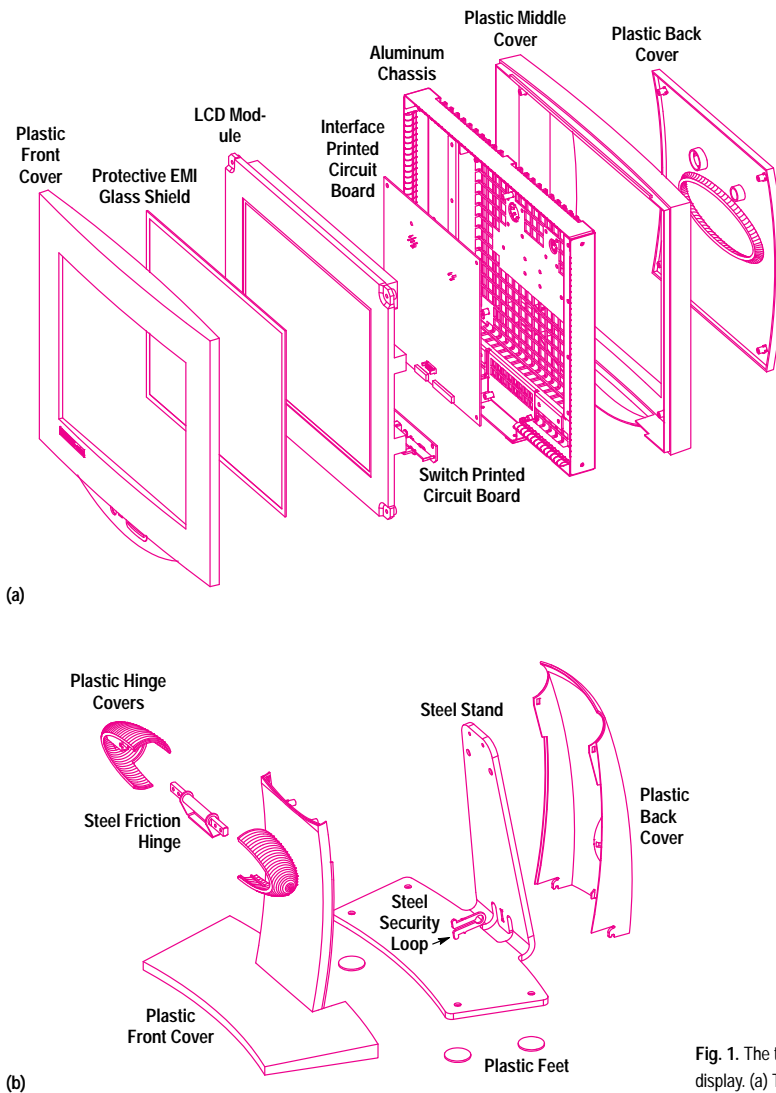 Plastic Middle
Cover
Plastic Back
Cover
Aluminum
Chassis
LCD Mod-
ule
Interface
Printed
Circuit
Board
Plastic
Front
Cover
Protective EMI
Glass Shield
Switch Printed
Circuit Board
(a)
Plastic Hinge
Covers
Steel Stand
Steel Friction
Hinge
Plastic
Back
Cover
Steel
Security
Loop
Plastic
Front Cover
Plastic Feet
(b)
Fig. 1. The
display. (a)